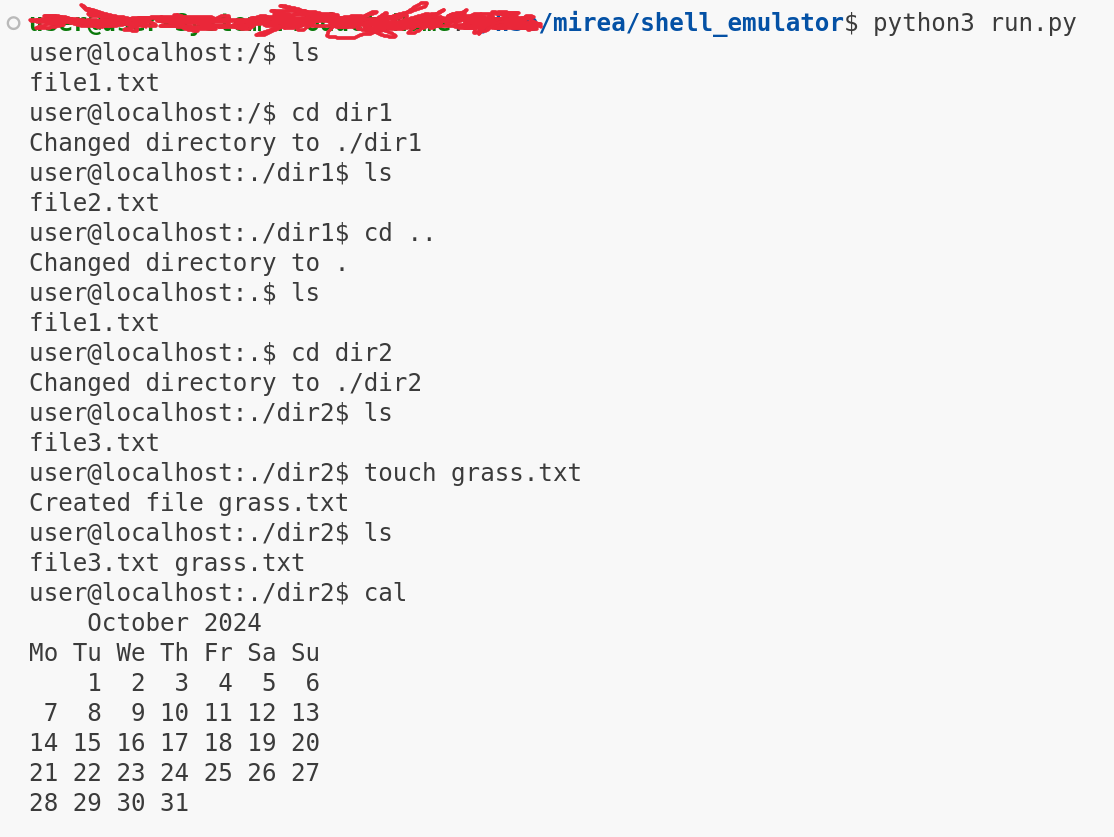 /mirea/shell_emulator$ python3 run.py
user@localhost:/$ ls
file1.txt
user@localhost:/$ cd dir1
Changed directory to ./dir1
user@localhost:./dir1$ ls
file2.txt
user@localhost:./dir1$ cd ..
Changed directory to .
user@localhost:.$ ls
file1.txt
user@localhost:.$ cd dir2
Changed directory to ./dir2
user@localhost:./dir2$ ls
file3.txt
user@localhost:./dir2$ touch grass.txt
Created file grass.txt
user@localhost:./dir2$ ls
file3.txt grass.txt
user@localhost:./dir2$ cal
    October 2024
Mo Tu We Th Fr Sa Su
    1  2  3  4  5  6
 7  8  9 10 11 12 13
14 15 16 17 18 19 20
21 22 23 24 25 26 27
28 29 30 31